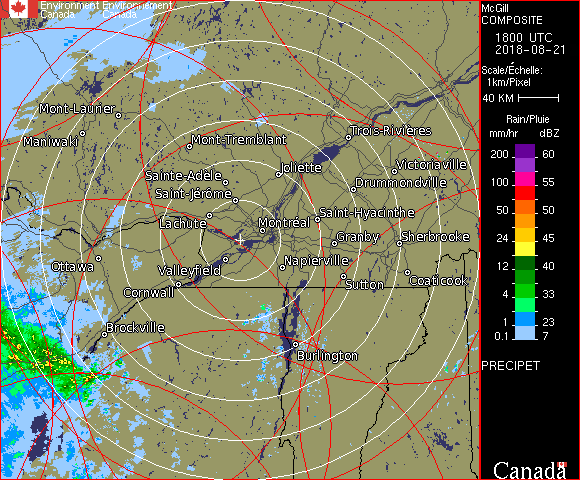 Environment Environnement
Canada Canada
Mont-Laurier
Maniwaki
Mont-Tremblant
Trois-Rivières
Sainte-Adèle
Joliette
Victoriaville
Saint-Jérôme
Drummondville
Lachute
Montréal
Saint-Hyacinthe
Granby
Sherbrooke
Ottawa
Valleyfield
Napierville
Cornwall
Sutton
Coaticook
Brockville
Burlington
McGill
COMPOSITE
1800 UTC
2018-08-21
Scale/Échelle:
1km/Pixel
40 KM
Rain/Pluie
mm/hr dBZ
200 60
100 55
50 50
24 45
12 40
4 33
1 23
0.1 7
PRECIPET
Canada